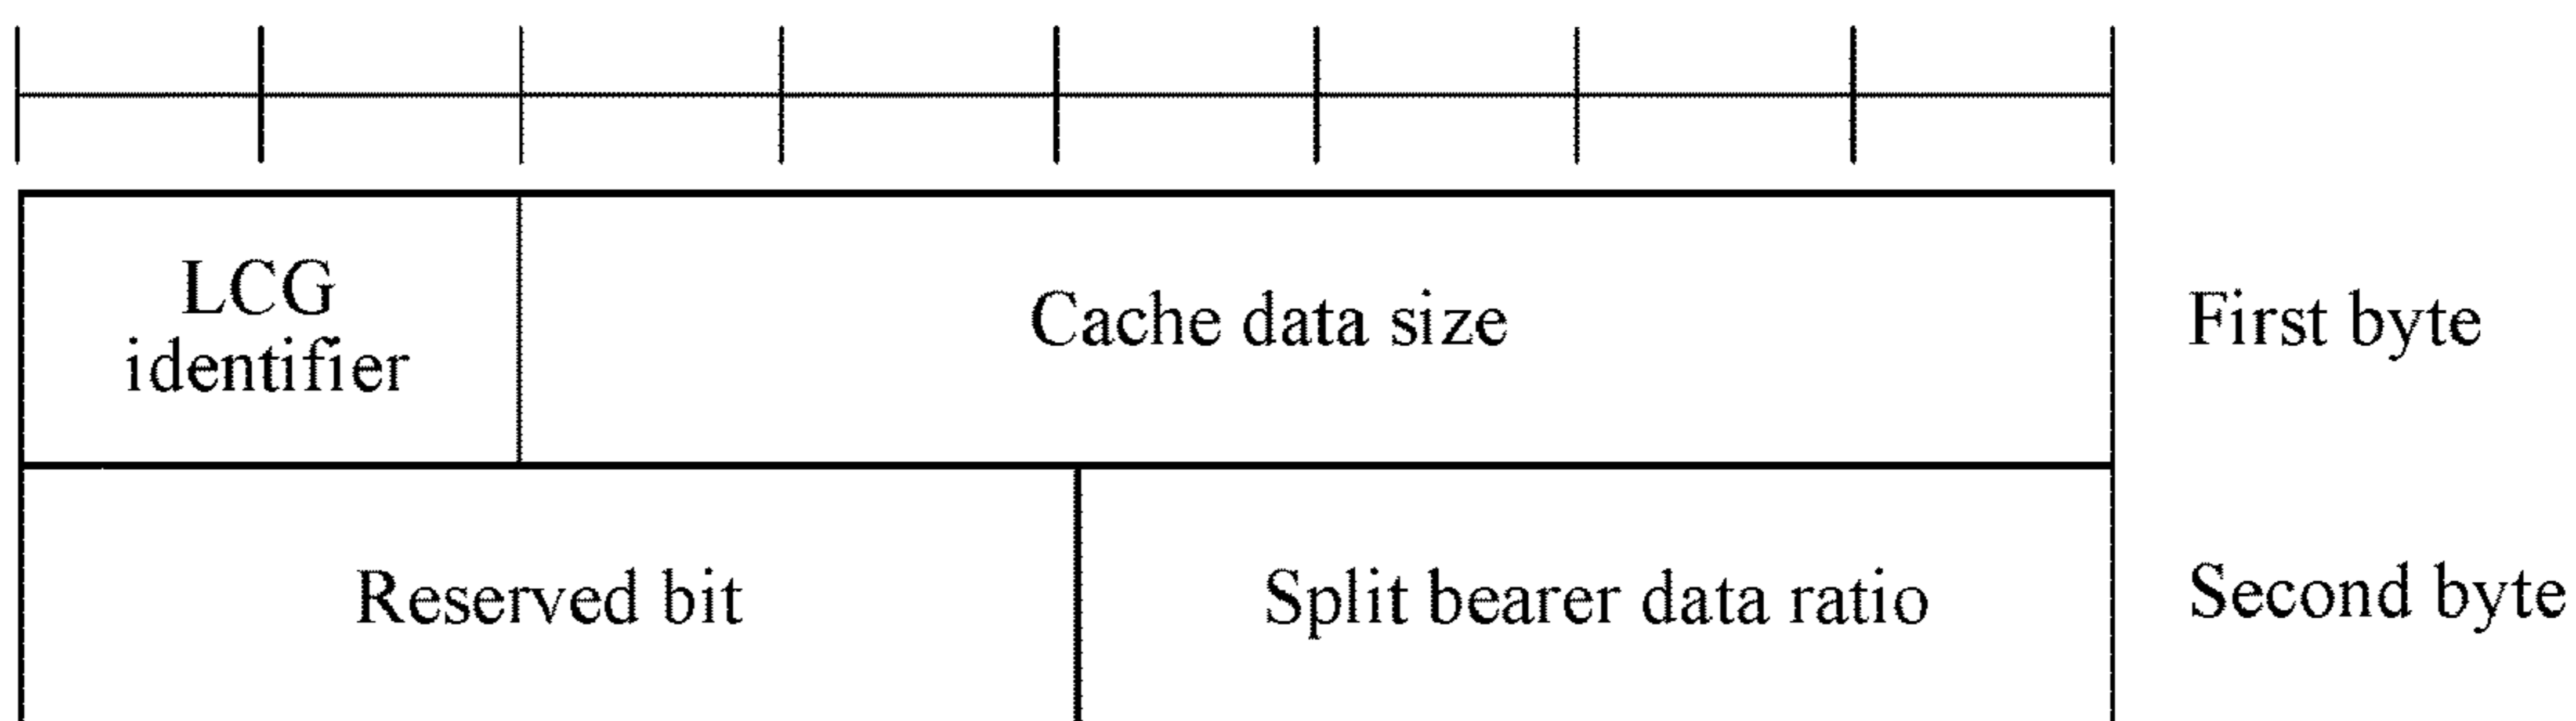 LCG
identifier
Cache data size
First byte
Reserved bit
Split bearer data ratio
Second byte